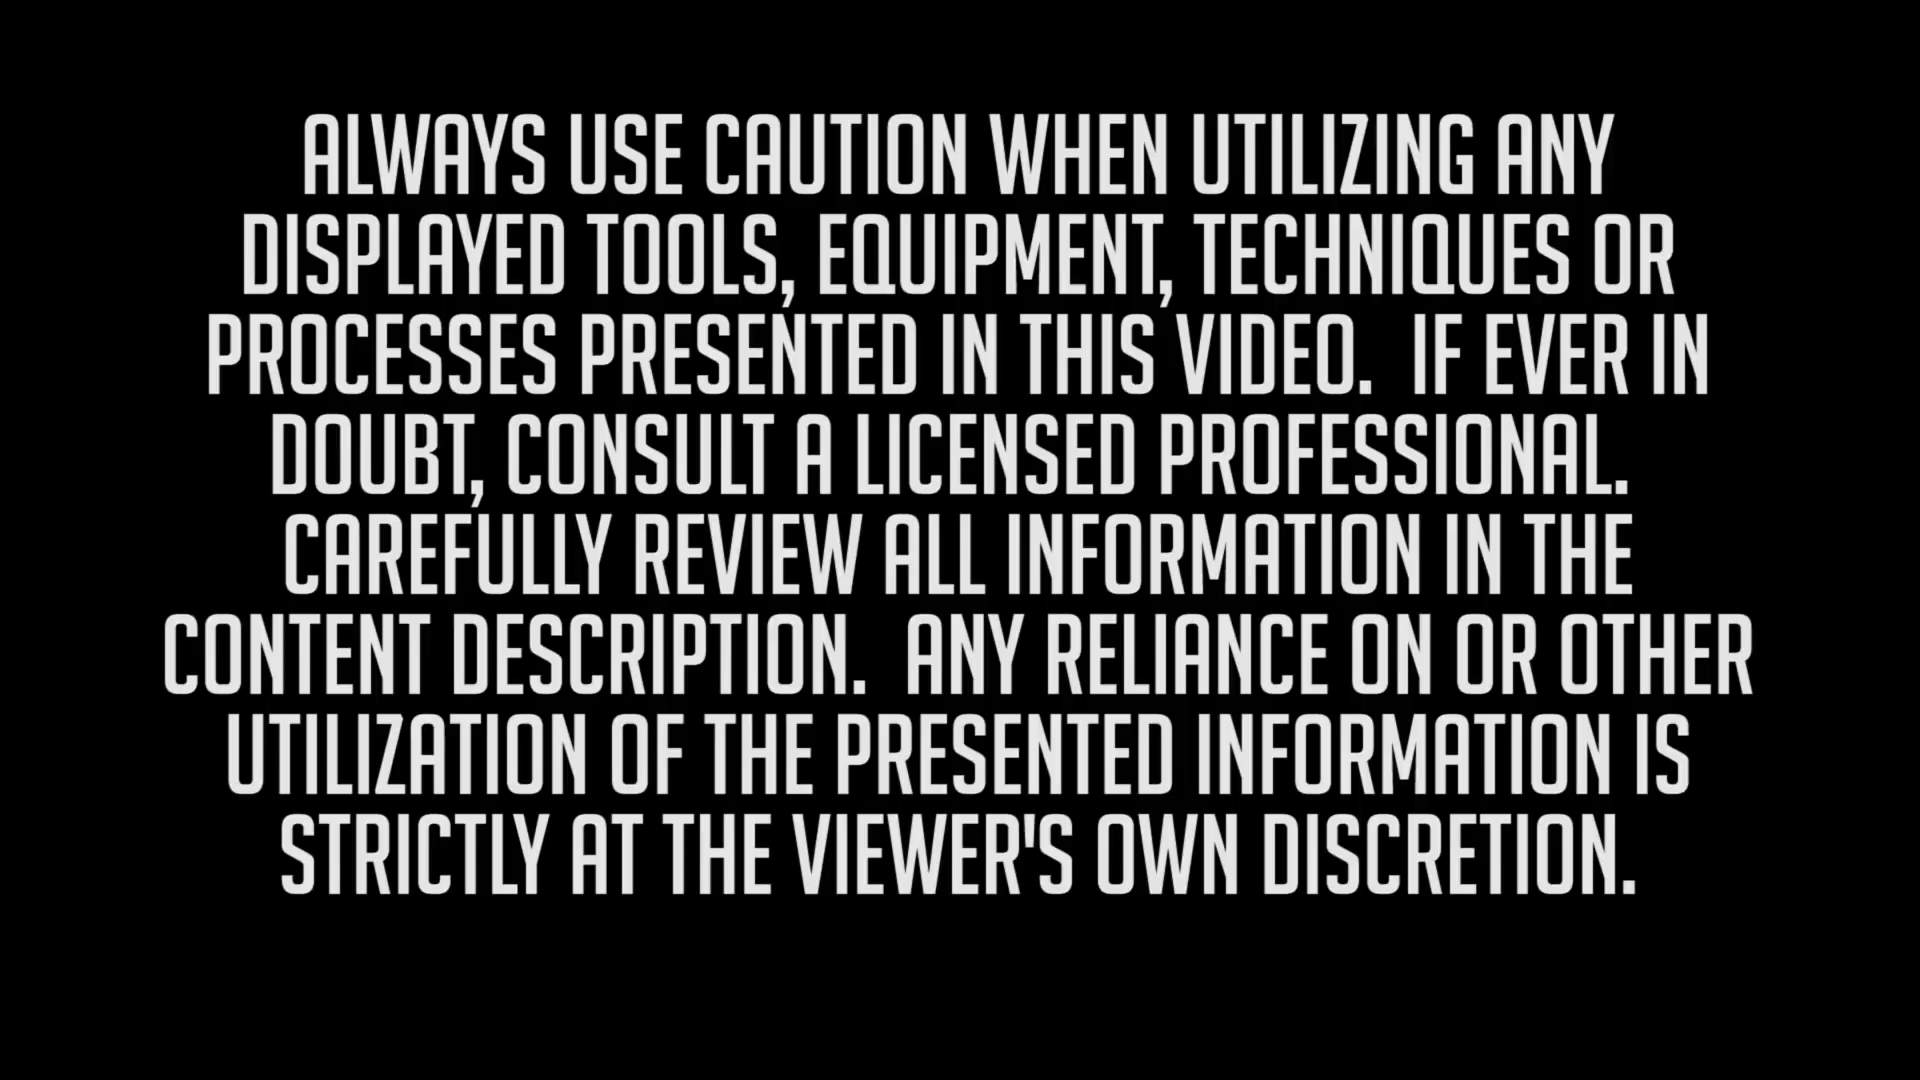 ALWAYS USE CAUTION WHEN UTILIZING ANY
DISPLAYED TOOLS, EQUIPMENT, TECHNIQUES OR
PROCESSES PRESENTED IN THIS VIDEO.  IF EVER IN
DOUBT, CONSULT A LICENSED PROFESSIONAL.
CAREFULLY REVIEW ALL INFORMATION IN THE
CONTENT DESCRIPTION.  ANY RELIANCE ON OR OTHER
UTILIZATION OF THE PRESENTED INFORMATION IS
STRICTLY AT THE VIEWER'S OWN DISCRETION.